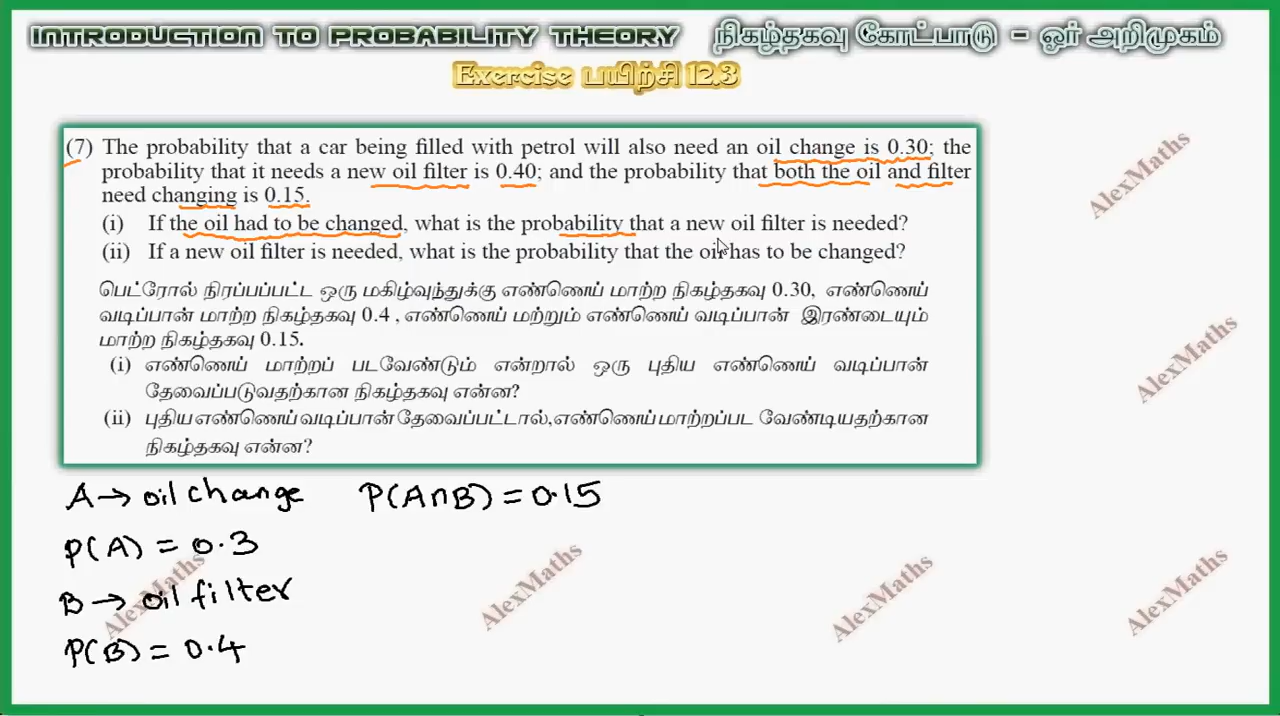 INTRODUCTION TO PROBABILITY THEORY நிகழ்தகவு கோட்பாடு - ஓர் அறிமுகம்
Exercise பயிற்சி 12.3
(7) The probability that a car being filled with petrol will also need an oil change is 0.30; the
probability that it needs a new oil filter is 0.40; and the probability that both the oil and filter
need changing is 0.15.
(i) If the oil had to be changed, what is the probability that a new oil filter is needed?
(ii) If a new oil filter is needed, what is the probability that the oil has to be changed?
பெட்ரோல் நிரப்பப்பட்ட ஒரு மகிழ்வுந்துக்கு எண்ணெய் மாற்ற நிகழ்தகவு 0.30, எண்ணெய்
வடிப்பான் மாற்ற நிகழ்தகவு 0.4 , எண்ணெய் மற்றும் எண்ணெய் வடிப்பான் இரண்டையும்
மாற்ற நிகழ்தகவு 0.15.
(i) எண்ணெய் மாற்றப் படவேண்டும் என்றால் ஒரு புதிய எண்ணெய் வடிப்பான்
தேவைப்படுவதற்கான நிகழ்தகவு என்ன?
(ii) புதிய எண்ணெய் வடிப்பான் தேவைப்பட்டால், எண்ணெய் மாற்றப்பட வேண்டியதற்கான
நிகழ்தகவு என்ன?
A → oil change P(A∩B) = 0.15
P(A) = 0.3
B → oil filter
P(B) = 0.4
AlexMaths
AlexMaths
AlexMaths
AlexMaths
AlexMaths
AlexMaths